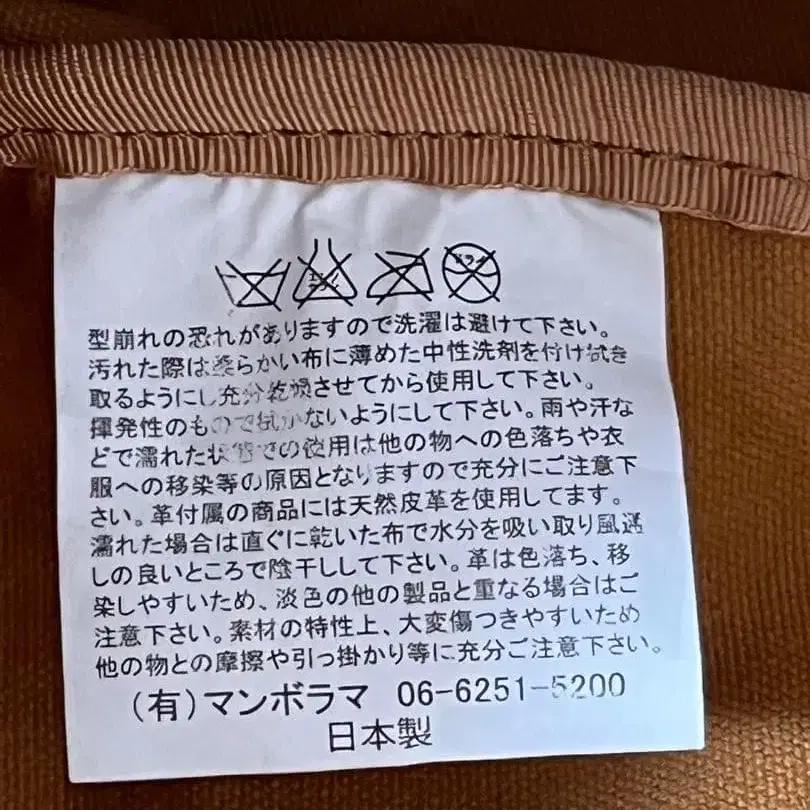 エンソ
ドライ
型崩れの恐れがありますので洗濯は避けて下さい。
汚れた際は柔らかい布に薄めた中性洗剤を付け拭き
取るようにし充分乾燥させてから使用して下さい。
揮発性のもので拭かないようにして下さい。雨や汗な
どで濡れた状態での使用は他の物への色落ちや衣
服への移染等の原因となりますので充分にご注意下
さい。革付属の商品には天然皮革を使用してます。
濡れた場合は直ぐに乾いた布で水分を吸い取り風通
しの良いところで陰干しして下さい。革は色落ち、移
染しやすいため、淡色の他の製品と重なる場合はご
注意下さい。素材の特性上、大変傷つきやすいため
他の物との摩擦や引っ掛かり等に充分ご注意下さい。
(有)マンボラマ 06-6251-5200
日本製